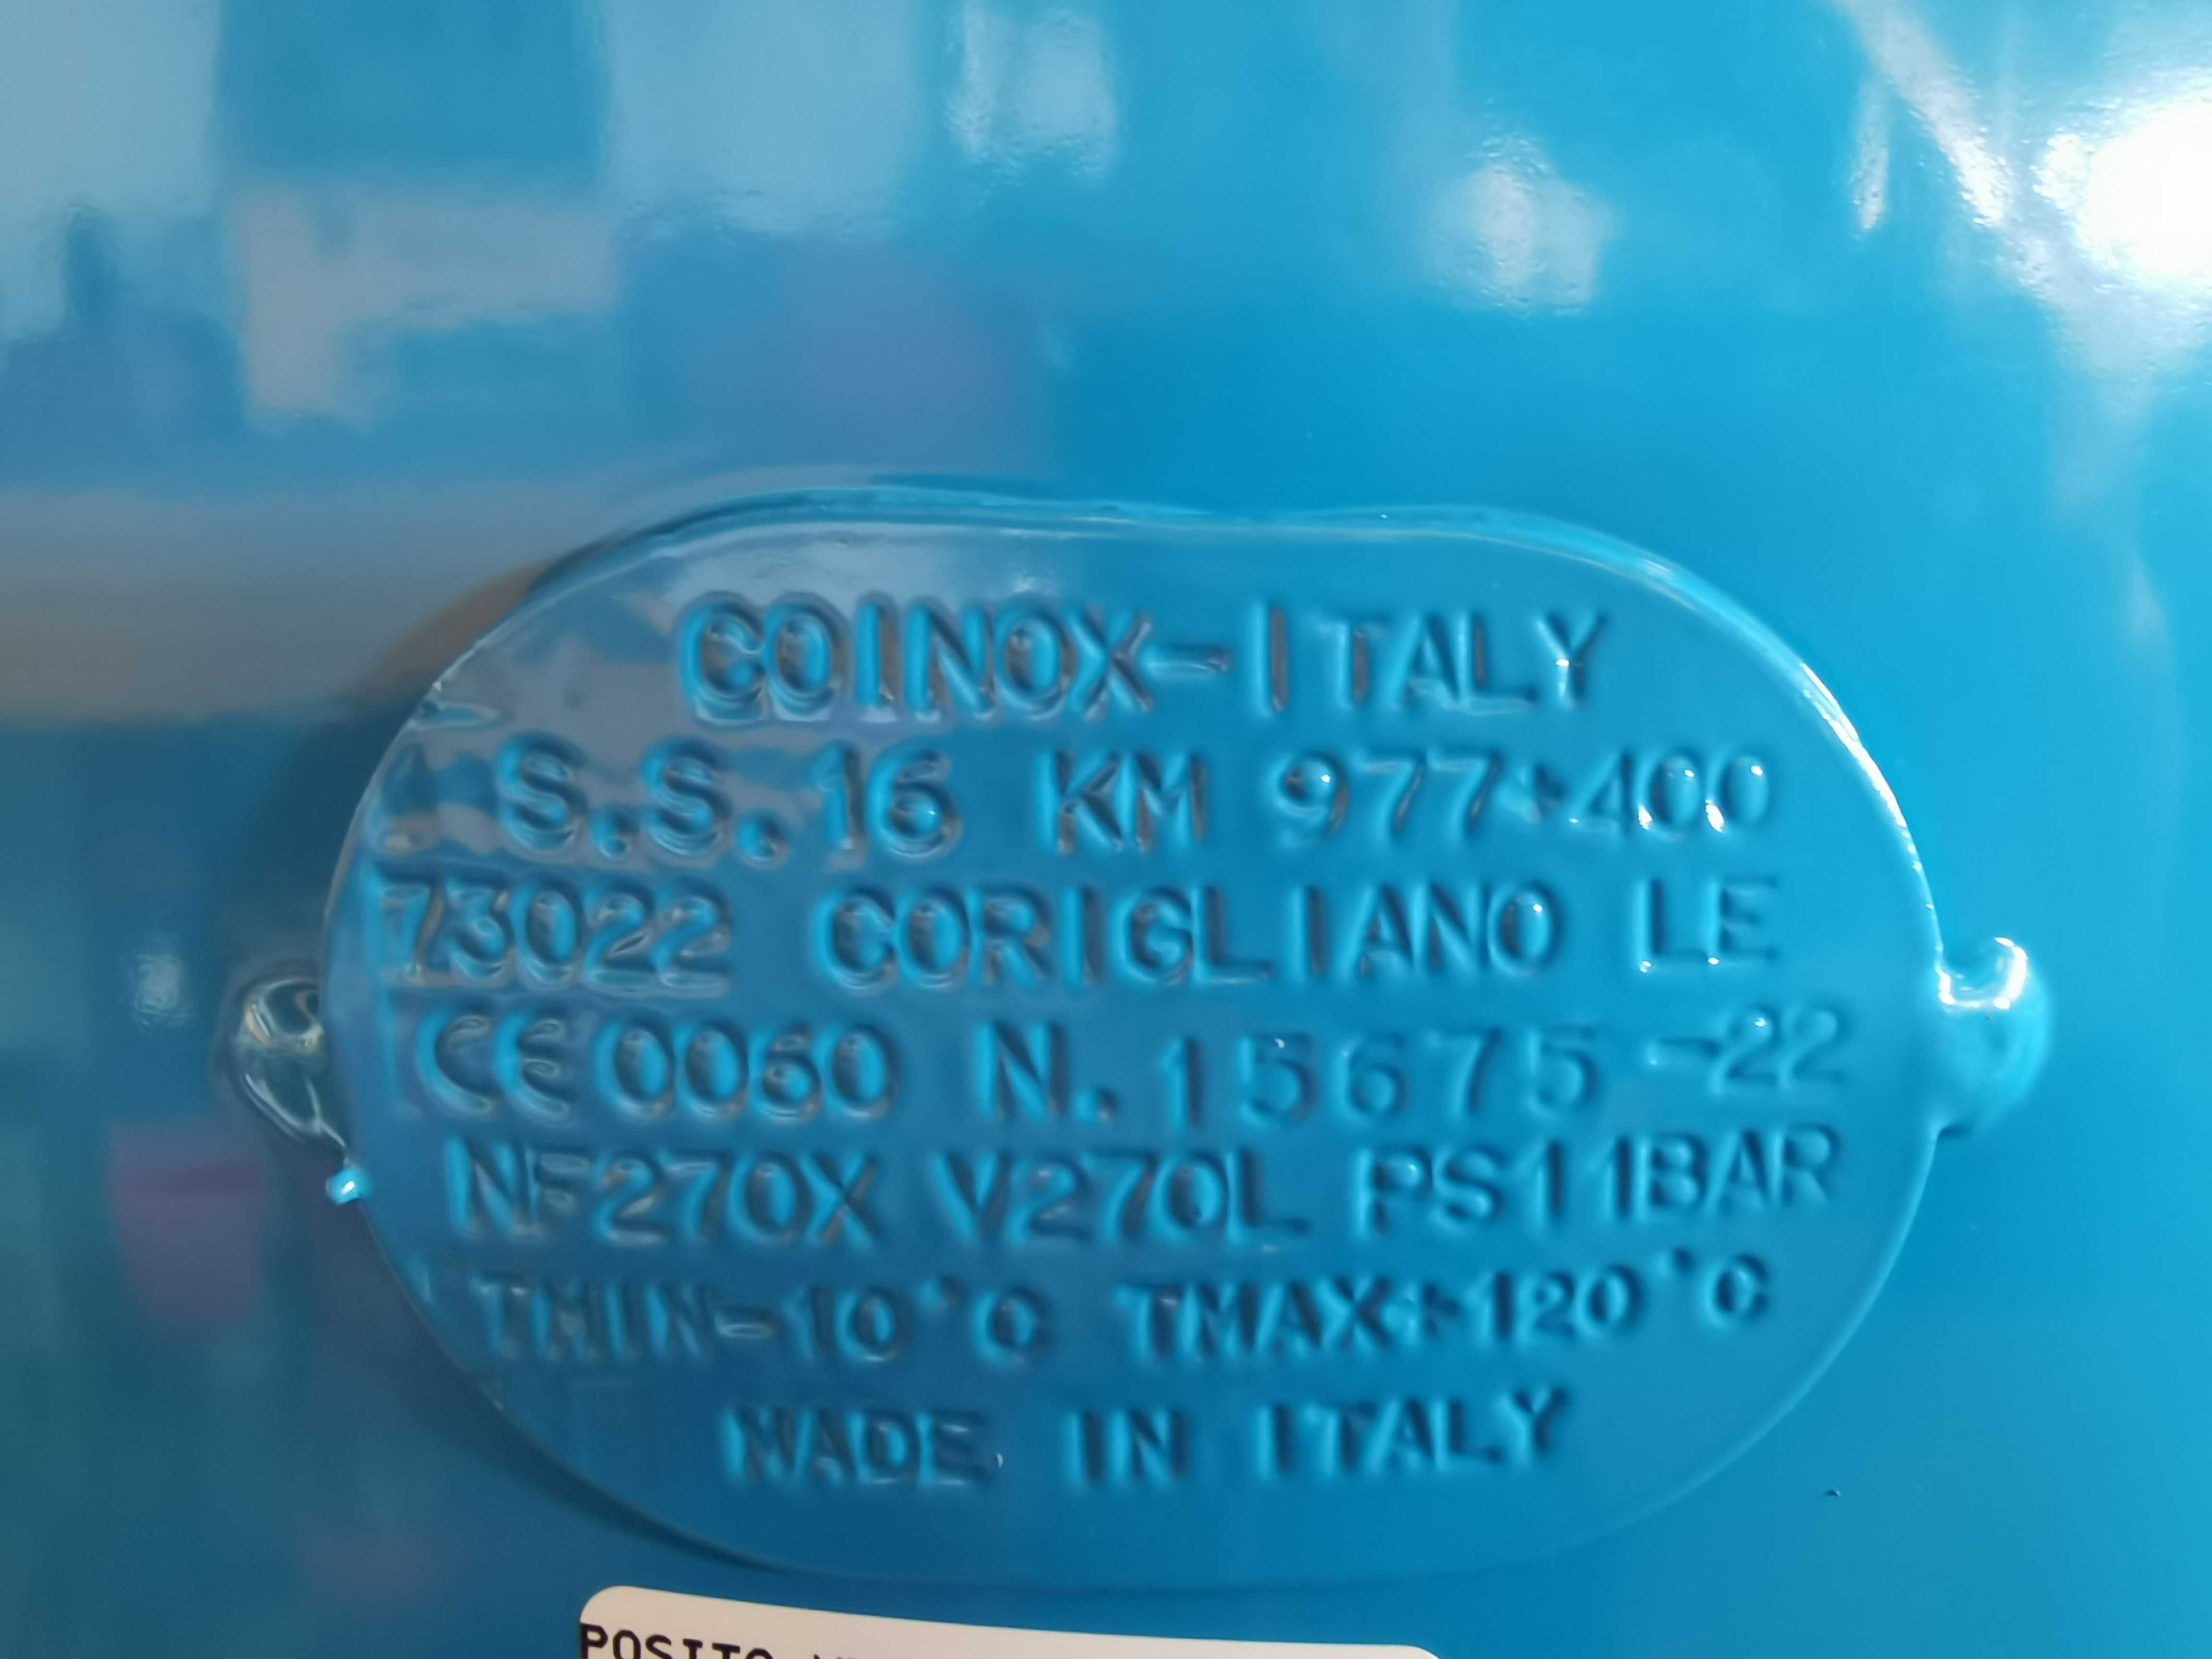 COINOX-ITALY
S.S.16 KM 977+400
73022 CORIGLIANO LE
CE 0060 N. 15675 -22
NF270X V270L PS11BAR
TMIN-10°C TMAX+120°C
MADE IN ITALY
POSITO